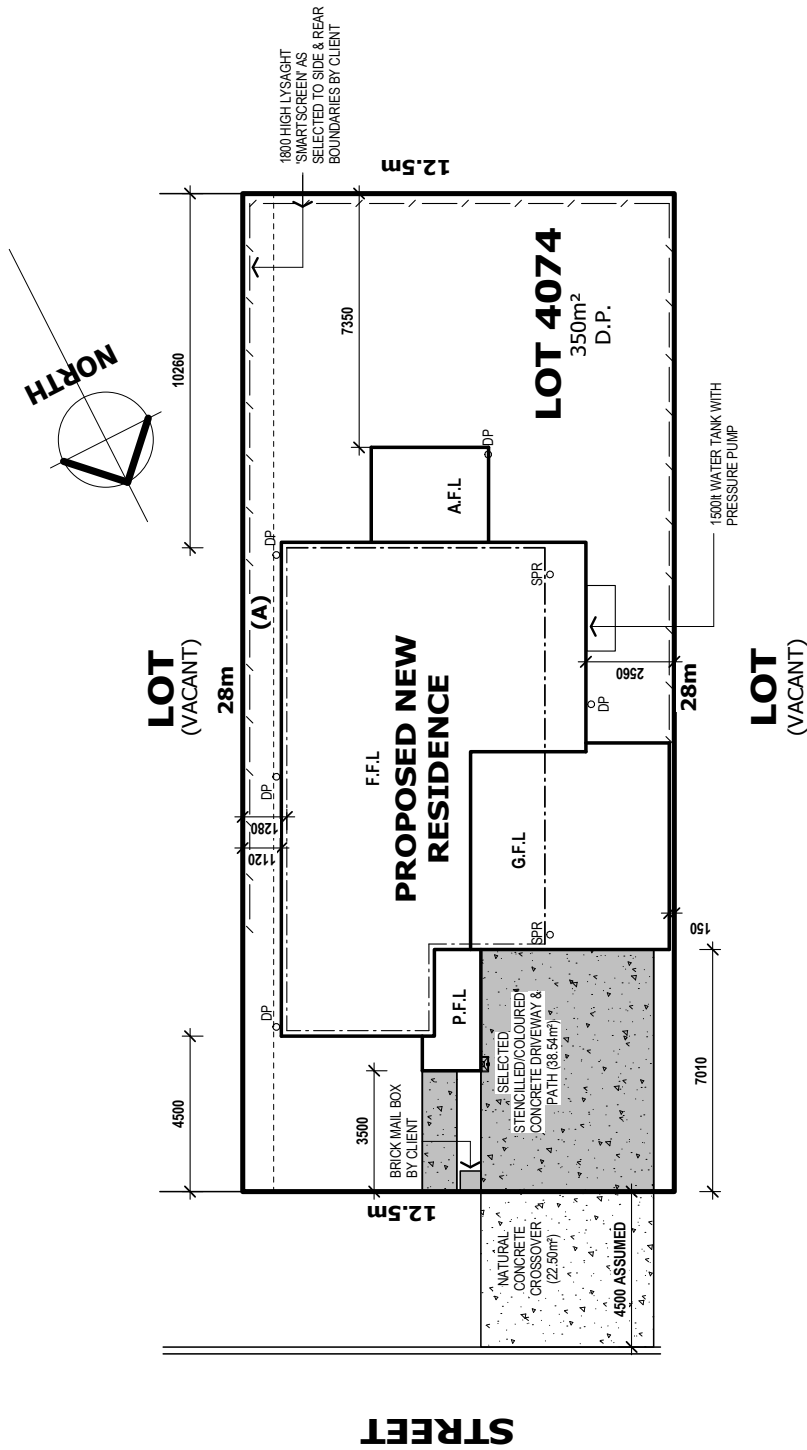 1800 HIGH LYSAGHT
'SMARTSCREEN' AS
SELECTED TO SIDE & REAR
BOUNDARIES BY CLIENT
NORTH
10260
12.5m
7350
LOT 4074
350m²
D.P.
DP
A.F.L
DP
(A)
LOT
(VACANT)
28m
SPR
1500lt WATER TANK WITH
PRESSURE PUMP
2560
28m
LOT
(VACANT)
DP
DP
F.F.L
PROPOSED NEW
RESIDENCE
1280
1120
G.F.L
150
SPR
P.F.L
DP
4500
3500
BRICK MAIL BOX
BY CLIENT
SELECTED
STENCILLED/COLOURED
CONCRETE DRIVEWAY &
PATH (38.54m²)
7010
12.5m
NATURAL
CONCRETE
CROSSOVER
(22.50m²)
4500 ASSUMED
STREET